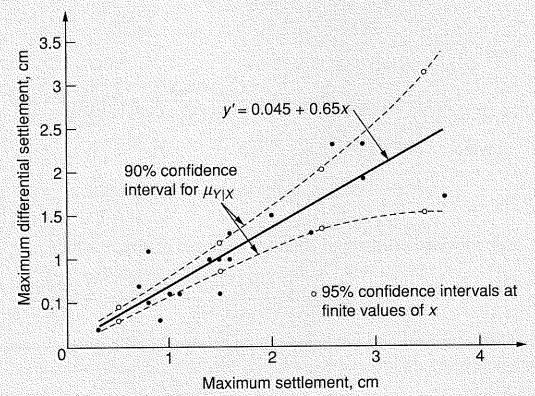 Maximum differential settlement, cm
3.5
3
2.5
2
1.5
1
0.1
0
1
2
3
4
Maximum settlement, cm
y' = 0.045 + 0.65x
90% confidence
interval for μY|X
95% confidence intervals at
finite values of x